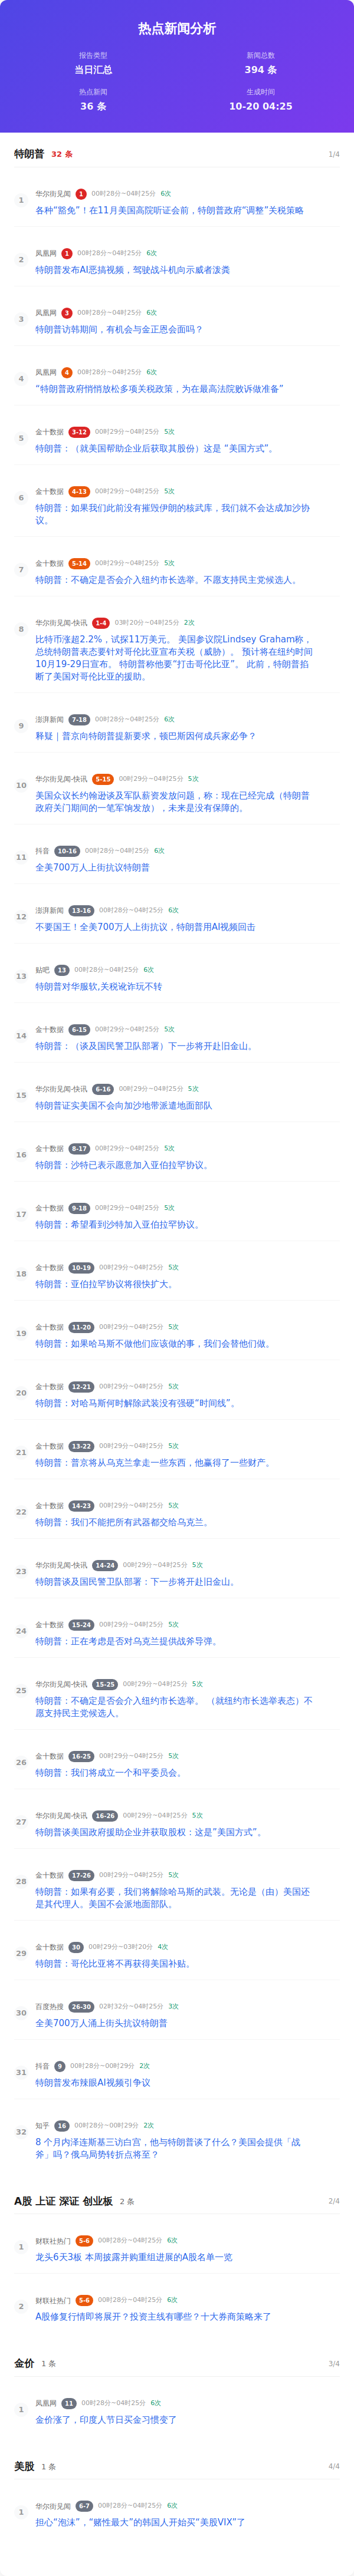 热点新闻分析
报告类型
当日汇总
新闻总数
394 条
热点新闻
36 条
生成时间
10-20 04:25
特朗普 32 条 1/4
1 华尔街见闻 1 00时28分~04时25分 6次
各种“豁免”！在11月美国高院听证会前，特朗普政府“调整”关税策略
2 凤凰网 1 00时28分~04时25分 6次
特朗普发布AI恶搞视频，驾驶战斗机向示威者泼粪
3 凤凰网 3 00时28分~04时25分 6次
特朗普访韩期间，有机会与金正恩会面吗？
4 凤凰网 4 00时28分~04时25分 6次
“特朗普政府悄悄放松多项关税政策，为在最高法院败诉做准备”
5 金十数据 3-12 00时29分~04时25分 5次
特朗普：（就美国帮助企业后获取其股份）这是 “美国方式”。
6 金十数据 4-13 00时29分~04时25分 5次
特朗普：如果我们此前没有摧毁伊朗的核武库，我们就不会达成加沙协
议。
7 金十数据 5-14 00时29分~04时25分 5次
特朗普：不确定是否会介入纽约市长选举。不愿支持民主党候选人。
8 华尔街见闻-快讯 1-4 03时20分~04时25分 2次
比特币涨超2.2%，试探11万美元。 美国参议院Lindsey Graham称，
总统特朗普表态要针对哥伦比亚宣布关税（威胁）。 预计将在纽约时间
10月19-29日宣布。 特朗普称他要“打击哥伦比亚”。 此前，特朗普掐
断了美国对哥伦比亚的援助。
9 澎湃新闻 7-18 00时28分~04时25分 6次
释疑｜普京向特朗普提新要求，顿巴斯因何成兵家必争？
10 华尔街见闻-快讯 5-15 00时29分~04时25分 5次
美国众议长约翰逊谈及军队薪资发放问题，称：现在已经完成（特朗普
政府关门期间的一笔军饷发放），未来是没有保障的。
11 抖音 10-16 00时28分~04时25分 6次
全美700万人上街抗议特朗普
12 澎湃新闻 13-16 00时28分~04时25分 6次
不要国王！全美700万人上街抗议，特朗普用AI视频回击
13 贴吧 13 00时28分~04时25分 6次
特朗普对华服软,关税讹诈玩不转
14 金十数据 6-15 00时29分~04时25分 5次
特朗普：（谈及国民警卫队部署）下一步将开赴旧金山。
15 华尔街见闻-快讯 6-16 00时29分~04时25分 5次
特朗普证实美国不会向加沙地带派遣地面部队
16 金十数据 8-17 00时29分~04时25分 5次
特朗普：沙特已表示愿意加入亚伯拉罕协议。
17 金十数据 9-18 00时29分~04时25分 5次
特朗普：希望看到沙特加入亚伯拉罕协议。
18 金十数据 10-19 00时29分~04时25分 5次
特朗普：亚伯拉罕协议将很快扩大。
19 金十数据 11-20 00时29分~04时25分 5次
特朗普：如果哈马斯不做他们应该做的事，我们会替他们做。
20 金十数据 12-21 00时29分~04时25分 5次
特朗普：对哈马斯何时解除武装没有强硬“时间线”。
21 金十数据 13-22 00时29分~04时25分 5次
特朗普：普京将从乌克兰拿走一些东西，他赢得了一些财产。
22 金十数据 14-23 00时29分~04时25分 5次
特朗普：我们不能把所有武器都交给乌克兰。
23 华尔街见闻-快讯 14-24 00时29分~04时25分 5次
特朗普谈及国民警卫队部署：下一步将开赴旧金山。
24 金十数据 15-24 00时29分~04时25分 5次
特朗普：正在考虑是否对乌克兰提供战斧导弹。
25 华尔街见闻-快讯 15-25 00时29分~04时25分 5次
特朗普：不确定是否会介入纽约市长选举。 （就纽约市长选举表态）不
愿支持民主党候选人。
26 金十数据 16-25 00时29分~04时25分 5次
特朗普：我们将成立一个和平委员会。
27 华尔街见闻-快讯 16-26 00时29分~04时25分 5次
特朗普谈美国政府援助企业并获取股权：这是“美国方式”。
28 金十数据 17-26 00时29分~04时25分 5次
特朗普：如果有必要，我们将解除哈马斯的武装。无论是（由）美国还
是其代理人。美国不会派地面部队。
29 金十数据 30 00时29分~03时20分 4次
特朗普：哥伦比亚将不再获得美国补贴。
30 百度热搜 26-30 02时32分~04时25分 3次
全美700万人涌上街头抗议特朗普
31 抖音 9 00时28分~00时29分 2次
特朗普发布辣眼AI视频引争议
32 知乎 16 00时28分~00时29分 2次
8 个月内泽连斯基三访白宫，他与特朗普谈了什么？美国会提供「战
斧」吗？俄乌局势转折点将至？
A股 上证 深证 创业板 2 条 2/4
1 财联社热门 5-6 00时28分~04时25分 6次
龙头6天3板 本周披露并购重组进展的A股名单一览
2 财联社热门 5-6 00时28分~04时25分 6次
A股修复行情即将展开？投资主线有哪些？十大券商策略来了
金价 1 条 3/4
1 凤凰网 11 00时28分~04时25分 6次
金价涨了，印度人节日买金习惯变了
美股 1 条 4/4
1 华尔街见闻 6-7 00时28分~04时25分 6次
担心“泡沫”，“赌性最大”的韩国人开始买“美股VIX”了